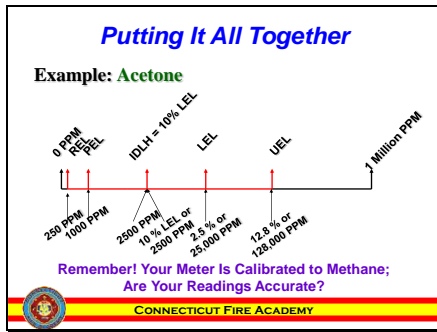 Putting It All Together
Example: Acetone
0 PPM
REL
PEL
IDLH = 10% LEL
LEL
UEL
1 Million PPM
250 PPM
1000 PPM
2500 PPM
10 % LEL or
2500 PPM
2.5 % or
25,000 PPM
12.8 % or
128,000 PPM
Remember! Your Meter Is Calibrated to Methane;
Are Your Readings Accurate?
CONNECTICUT FIRE ACADEMY